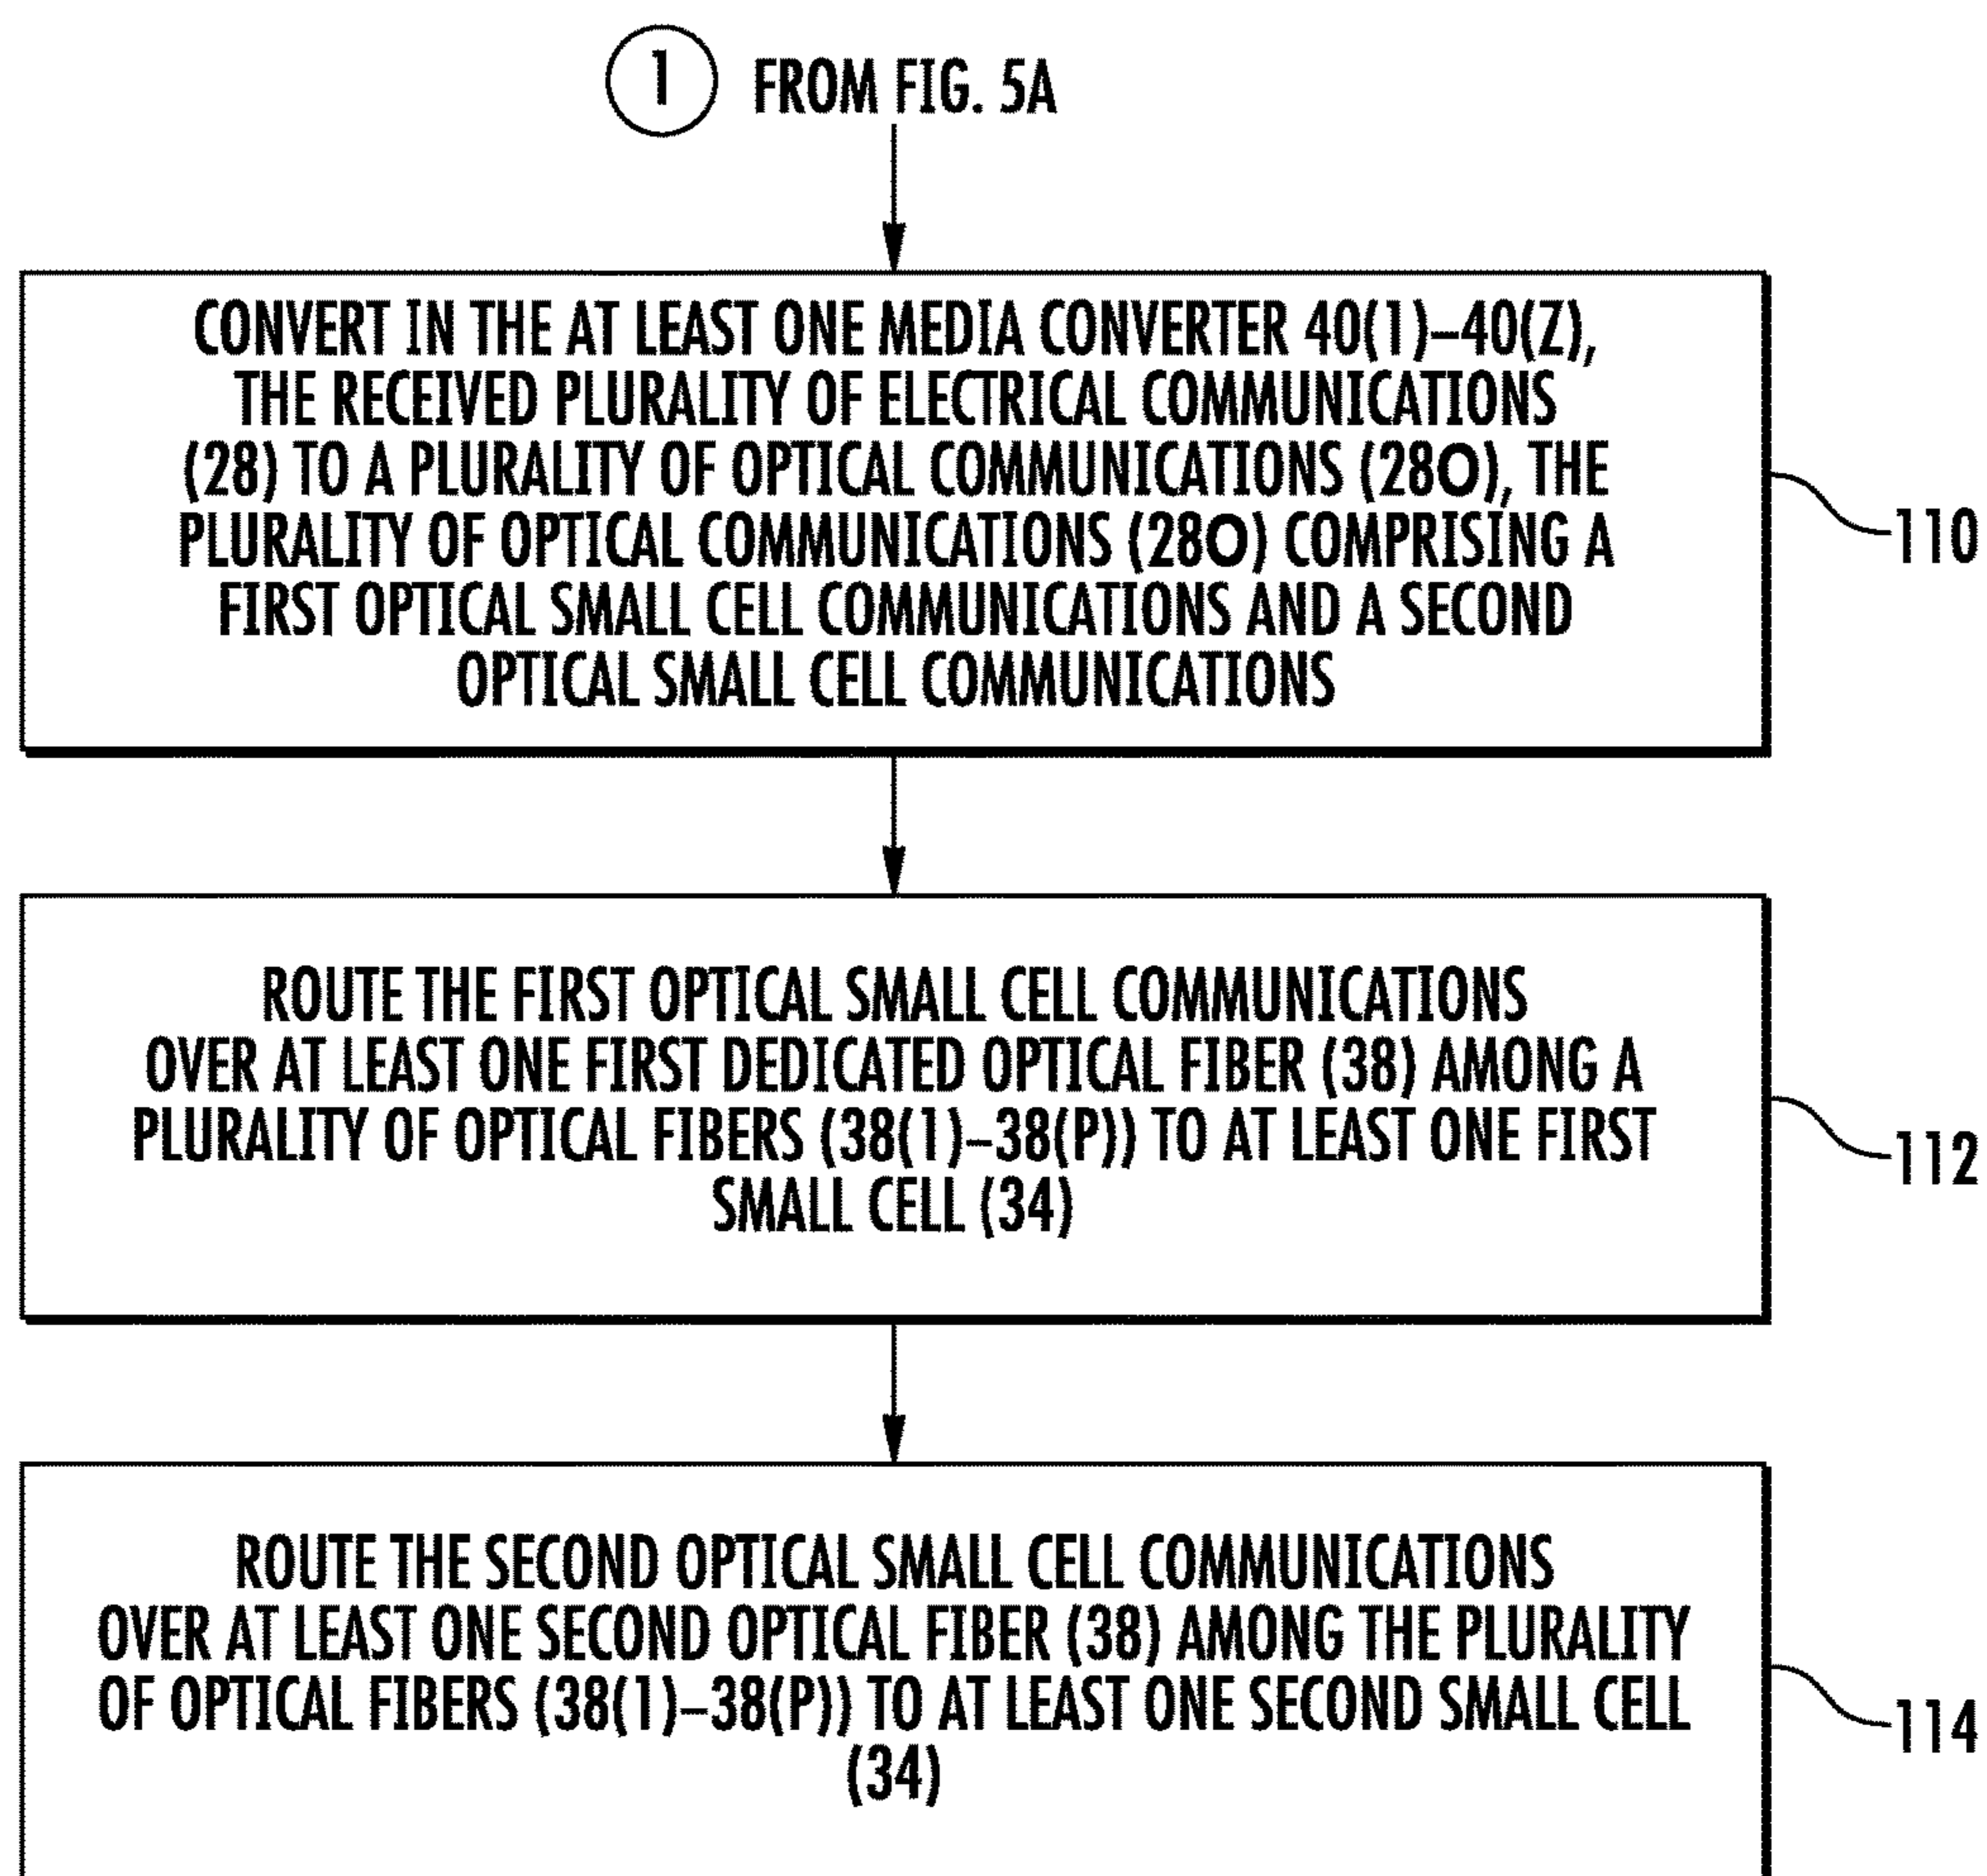 1 FROM FIG. 5A
CONVERT IN THE AT LEAST ONE MEDIA CONVERTER 40(1)–40(Z),
THE RECEIVED PLURALITY OF ELECTRICAL COMMUNICATIONS
(28) TO A PLURALITY OF OPTICAL COMMUNICATIONS (28O), THE
PLURALITY OF OPTICAL COMMUNICATIONS (28O) COMPRISING A
FIRST OPTICAL SMALL CELL COMMUNICATIONS AND A SECOND
OPTICAL SMALL CELL COMMUNICATIONS
110
ROUTE THE FIRST OPTICAL SMALL CELL COMMUNICATIONS
OVER AT LEAST ONE FIRST DEDICATED OPTICAL FIBER (38) AMONG A
PLURALITY OF OPTICAL FIBERS (38(1)–38(P)) TO AT LEAST ONE FIRST
SMALL CELL (34)
112
ROUTE THE SECOND OPTICAL SMALL CELL COMMUNICATIONS
OVER AT LEAST ONE SECOND OPTICAL FIBER (38) AMONG THE PLURALITY
OF OPTICAL FIBERS (38(1)–38(P)) TO AT LEAST ONE SECOND SMALL CELL
(34)
114